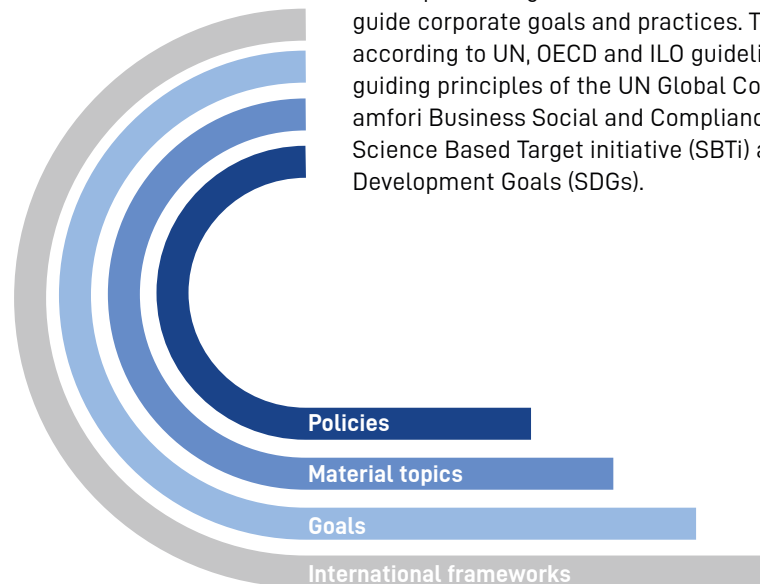 guide corporate goals and practices. T
according to UN, OECD and ILO guideli
guiding principles of the UN Global Co
amfori Business Social and Complianc
Science Based Target initiative (SBTi) a
Development Goals (SDGs).
Policies
Material topics
Goals
International frameworks